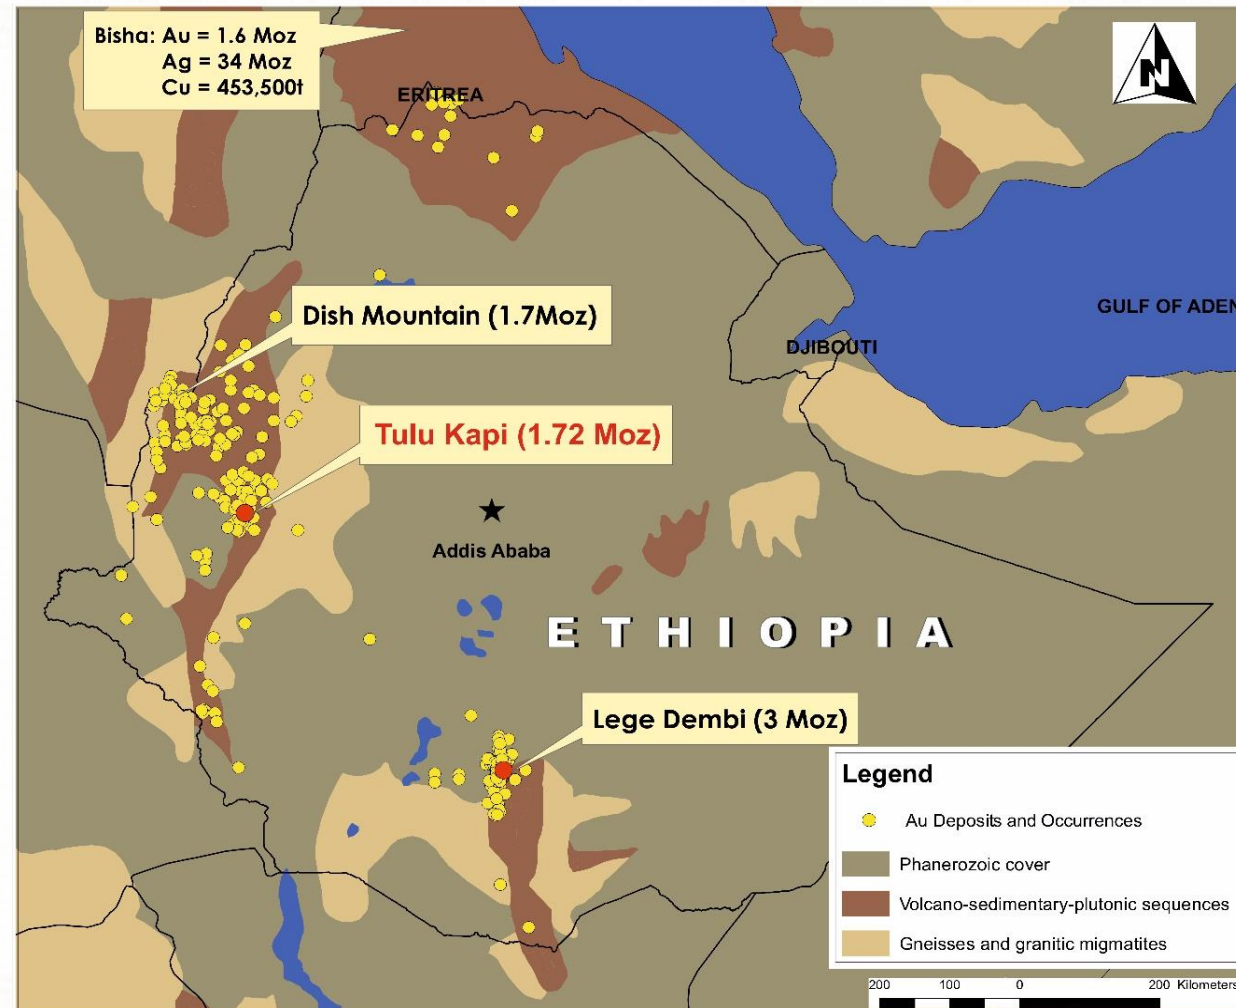 Bisha: Au = 1.6 Moz
Ag = 34 Moz
Cu = 453,500t
N
ERITREA
GULF OF ADEN
Dish Mountain (1.7Moz)
DJIBOUTI
Tulu Kapi (1.72 Moz)
Addis Ababa
ETHIOPIA
Lege Dembi (3 Moz)
Legend
Au Deposits and Occurrences
Phanerozoic cover
Volcano-sedimentary-plutonic sequences
Gneisses and granitic migmatites
200 100 0 200 Kilometers